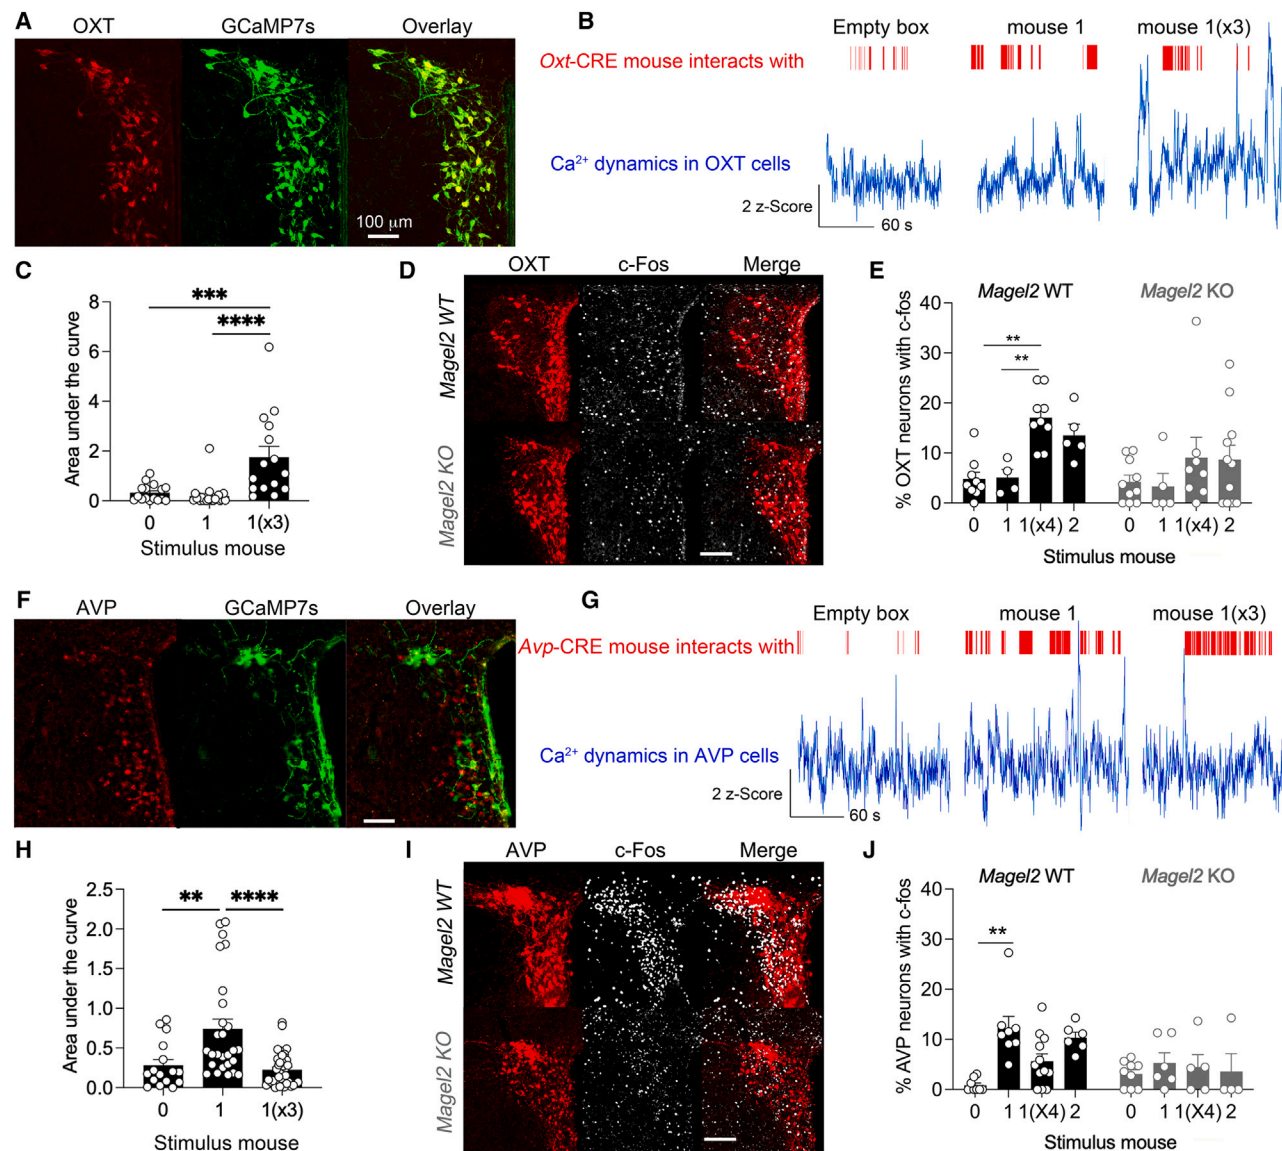 A OXT GCaMP7s Overlay
100 µm
B Empty box mouse 1 mouse 1(x3)
Oxt-CRE mouse interacts with
Ca²⁺ dynamics in OXT cells
2 z-Score
60 s
C
*** 
****
Area under the curve
8
6
4
2
0
0 1 1(x3)
Stimulus mouse
D OXT c-Fos Merge
Magel2 WT
Magel2 KO
E Magel2 WT Magel2 KO
**
**
% OXT neurons with c-fos
40
30
20
10
0
0 1 1(x4) 2 0 1 1(x4) 2
Stimulus mouse
F AVP GCaMP7s Overlay
G Empty box mouse 1 mouse 1(x3)
Avp-CRE mouse interacts with
Ca²⁺ dynamics in AVP cells
2 z-Score
60 s
H
** ****
Area under the curve
2.5
2.0
1.5
1.0
0.5
0.0
0 1 1(x3)
Stimulus mouse
I AVP c-Fos Merge
Magel2 WT
Magel2 KO
J Magel2 WT Magel2 KO
**
% AVP neurons with c-fos
40
30
20
10
0
0 1 1(X4) 2 0 1 1(X4) 2
Stimulus mouse